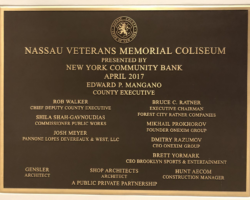 NASSAU VETERANS MEMORIAL COLISEUM
PRESENTED BY
NEW YORK COMMUNITY BANK
APRIL 2017
EDWARD P. MANGANO
COUNTY EXECUTIVE
ROB WALKER
CHIEF DEPUTY COUNTY EXECUTIVE
SHILA SHAH-GAVNOUDIAS
COMMISSIONER PUBLIC WORKS
JOSH MEYER
PANNONE LOPES DEVEREAUX & WEST, LLC
BRUCE C. RATNER
EXECUTIVE CHAIRMAN
FOREST CITY RATNER COMPANIES
MIKHAIL PROKHOROV
FOUNDER ONEXIM GROUP
DMITRY RAZUMOV
CEO ONEXIM GROUP
BRETT YORMARK
CEO BROOKLYN SPORTS & ENTERTAINMENT
GENSLER
ARCHITECT
SHOP ARCHITECTS
ARCHITECT
HUNT AECOM
CONSTRUCTION MANAGER
A PUBLIC PRIVATE PARTNERSHIP